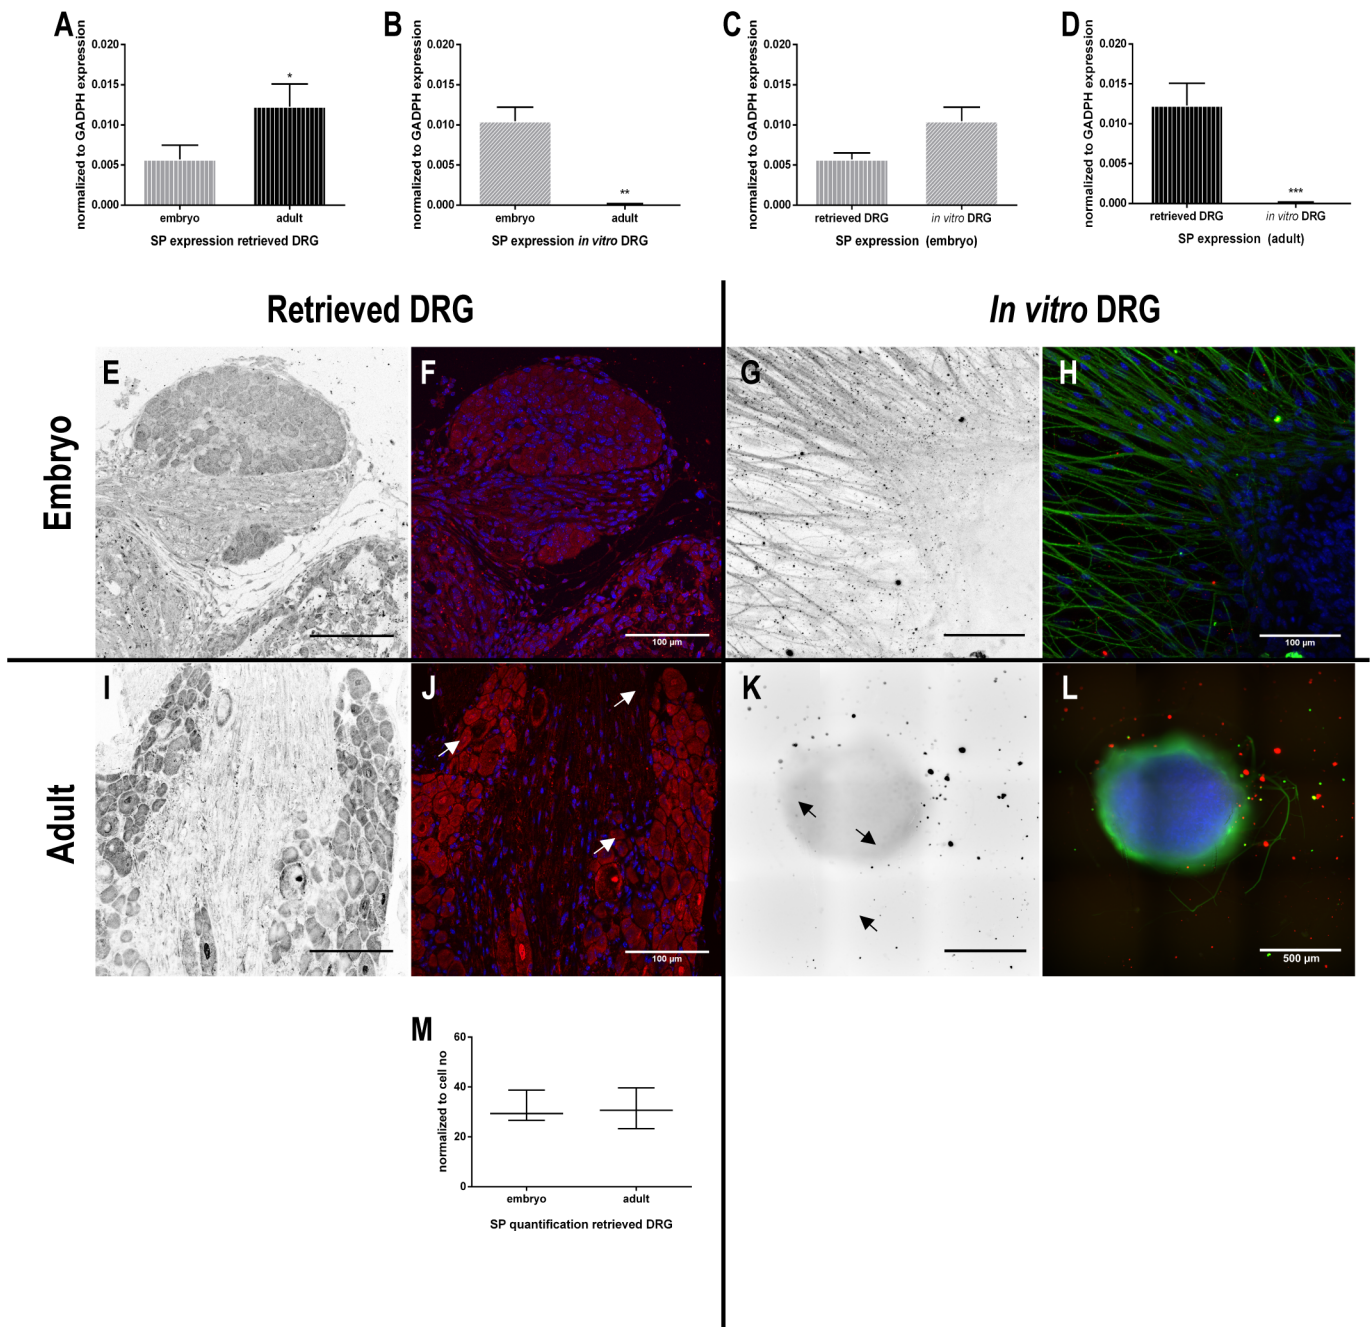 A
normalized to GADPH expression
0.020
0.015
0.010
0.005
0.000
*
embryo
adult
SP expression retrieved DRG
B
normalized to GADPH expression
0.020
0.015
0.010
0.005
0.000
**
embryo
adult
SP expression in vitro DRG
C
normalized to GADPH expression
0.020
0.015
0.010
0.005
0.000
retrieved DRG
in vitro DRG
SP expression (embryo)
D
normalized to GADPH expression
0.020
0.015
0.010
0.005
0.000
***
retrieved DRG
in vitro DRG
SP expression (adult)
Retrieved DRG
In vitro DRG
Embryo
E
F
100 µm
G
H
100 µm
Adult
I
J
100 µm
K
L
500 µm
M
normalized to cell no
60
40
20
0
embryo
adult
SP quantification retrieved DRG